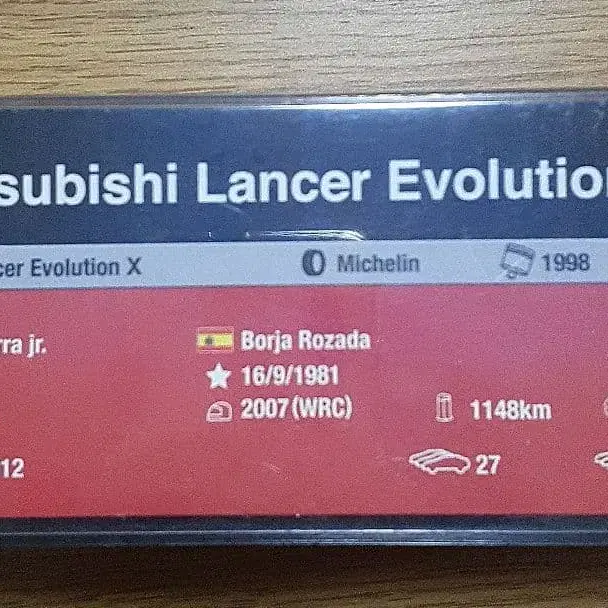 subishi Lancer Evolutio
cer Evolution X Michelin 1998
rra jr. Borja Rozada
16/9/1981
2007 (WRC) 1148km
12 27